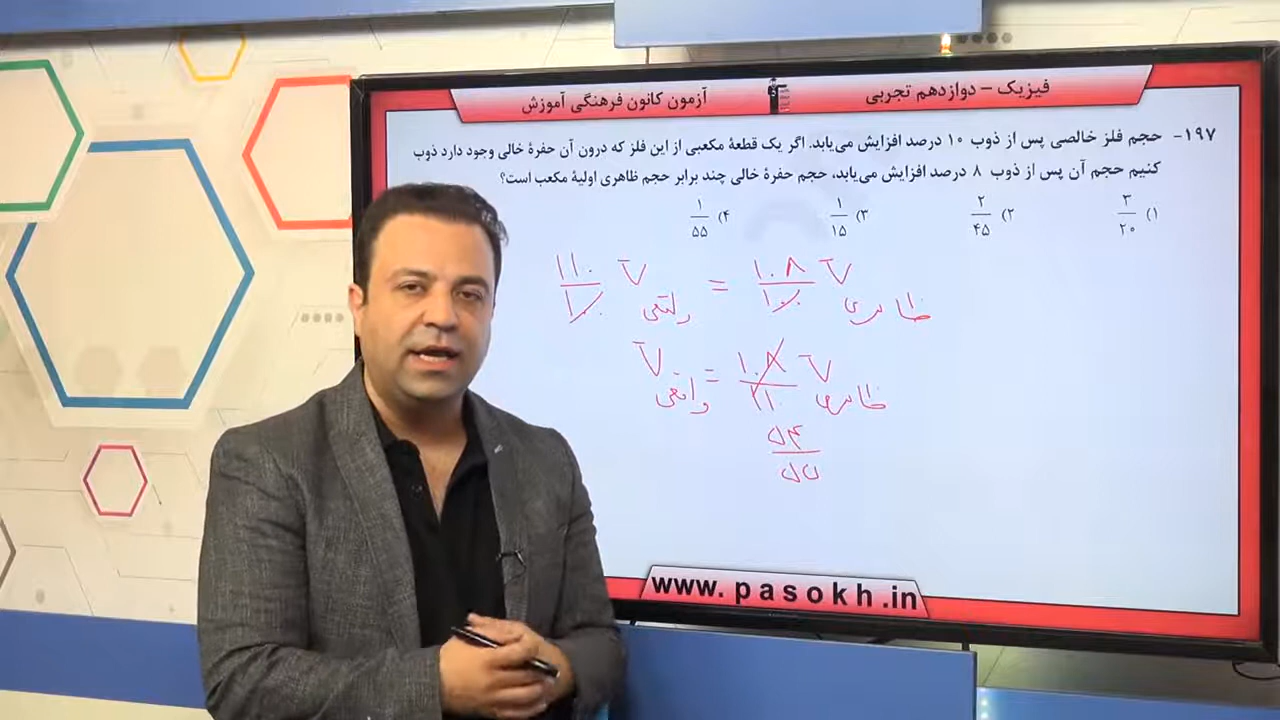 فیزیک – دوازدهم تجربی
آزمون کانون فرهنگی آموزش
۱۹۷- حجم فلز خالصی پس از ذوب ۱۰ درصد افزایش می‌یابد. اگر یک قطعهٔ مکعبی از این فلز که درون آن حفره خالی وجود دارد ذوب
کنیم حجم آن پس از ذوب ۸ درصد افزایش می‌یابد، حجم حفره خالی چند برابر حجم ظاهری اولیهٔ مکعب است؟
۱) ۳/۲۰ ۲) ۲/۴۵ ۳) ۱/۱۵ ۴) ۱/۵۵
۱۱۰/۱۰۰ V واقعی = ۱۰۸/۱۰۰ V ظاهری
V واقعی = ۱۰۸/۱۱۰ V ظاهری
۵۴/۵۵
www.pasokh.in